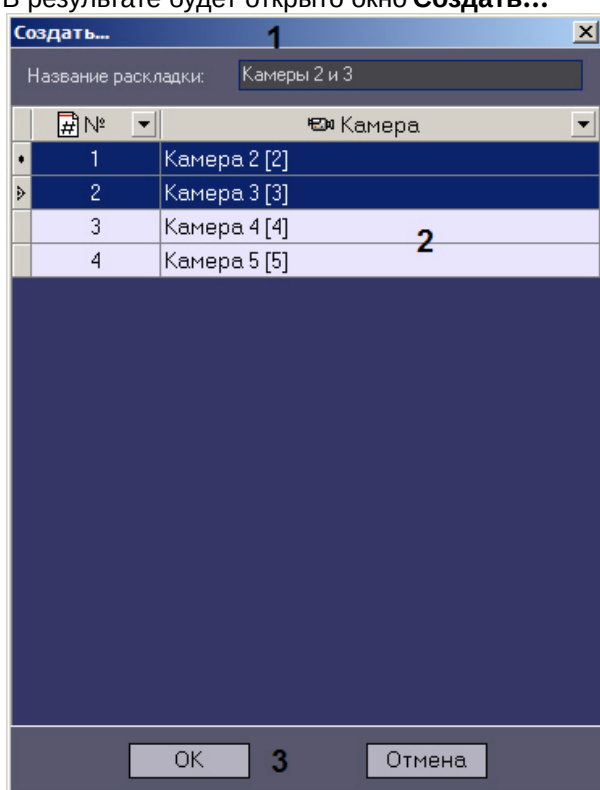 В результате будет открыто окно Создать...
Создать... 1
Название раскладки: Камеры 2 и 3
№ Камера
1 Камера 2 [2]
2 Камера 3 [3]
3 Камера 4 [4]
2
4 Камера 5 [5]
ОК 3 Отмена